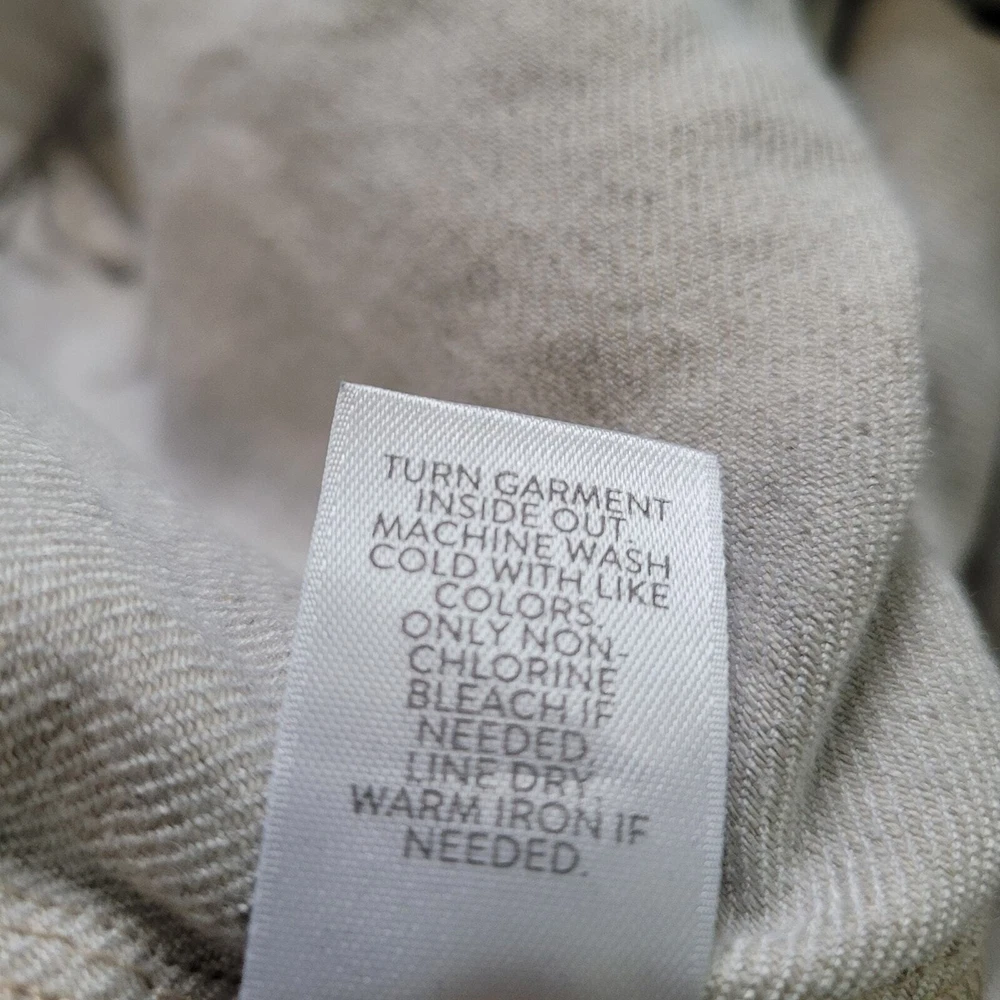 TURN GARMENT
INSIDE OUT.
MACHINE WASH
COLD WITH LIKE
COLORS.
ONLY NON-
CHLORINE
BLEACH IF
NEEDED.
LINE DRY
WARM IRON IF
NEEDED.